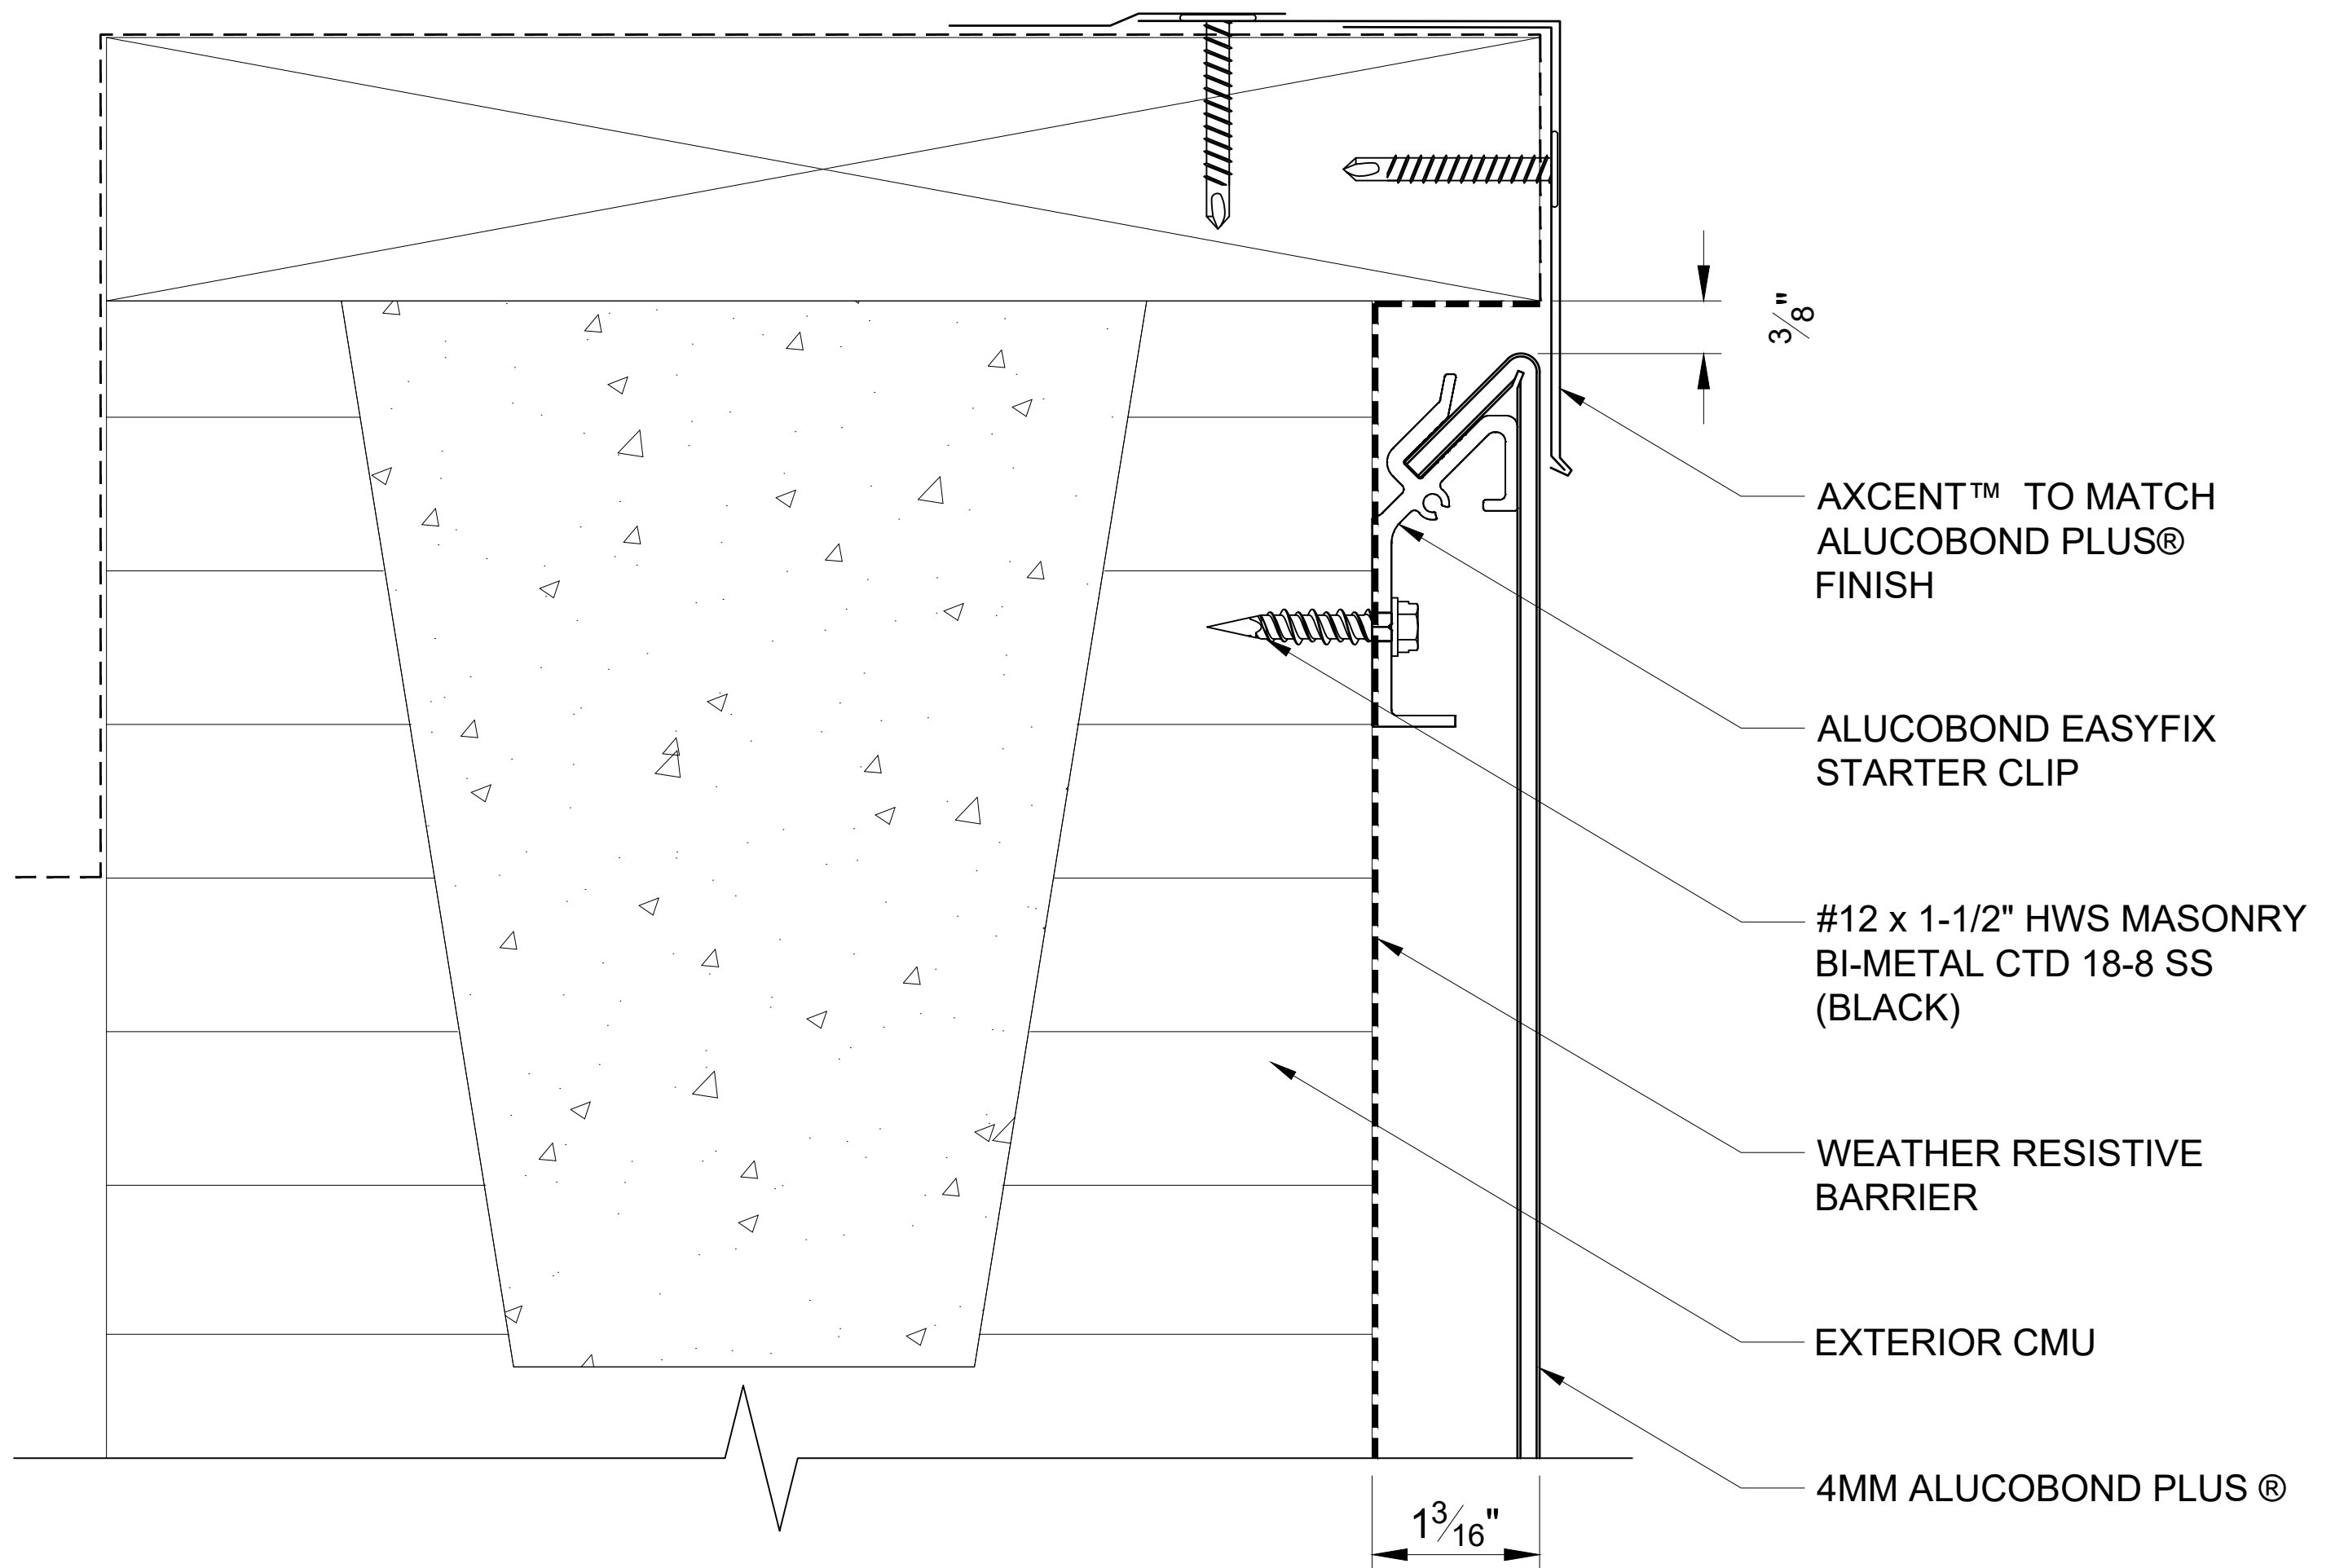 3⁄8"
AXCENT™ TO MATCH
ALUCOBOND PLUS®
FINISH
ALUCOBOND EASYFIX
STARTER CLIP
#12 x 1-1/2" HWS MASONRY
BI-METAL CTD 18-8 SS
(BLACK)
WEATHER RESISTIVE
BARRIER
EXTERIOR CMU
4MM ALUCOBOND PLUS ®
1 3⁄16"